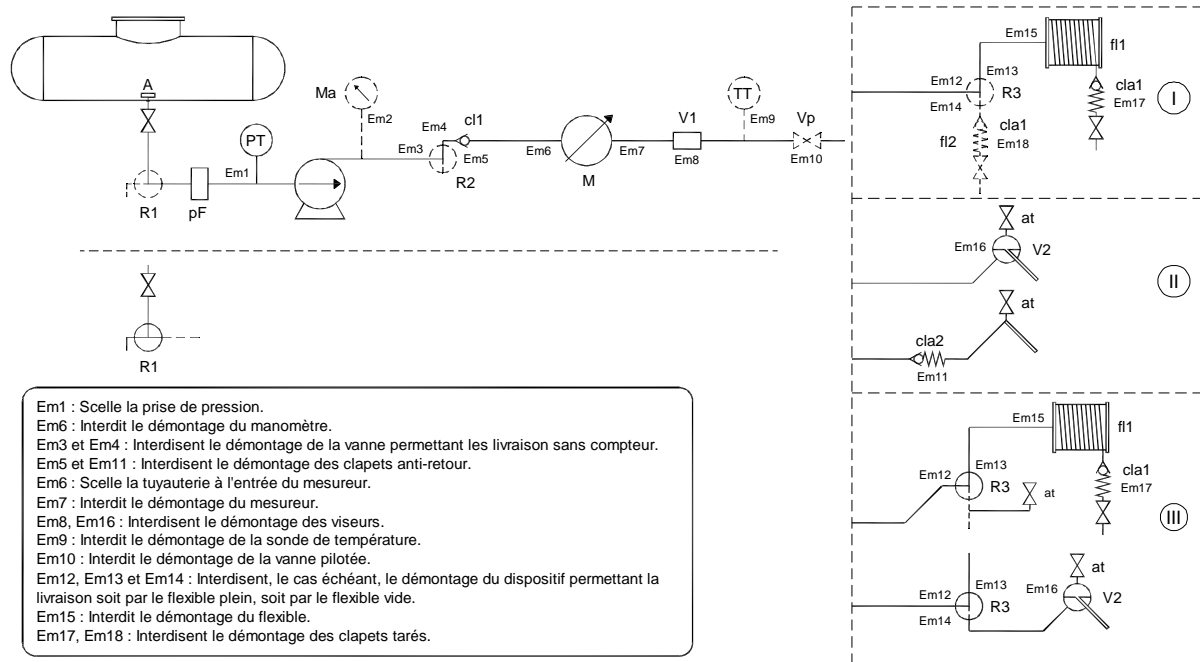 A
Ma
Em2
PT
Em1
R1
pF
Em3
Em4
cl1
Em5
R2
Em6
M
Em7
V1
Em8
TT
Em9
Vp
Em10
R1
Em15
fl1
Em12
Em13
R3
Em14
cla1
Em17
fl2
cla1
Em18
I
at
Em16
V2
II
at
cla2
Em11
Em15
fl1
Em12
Em13
R3
at
cla1
Em17
III
Em13
Em12
R3
Em14
at
Em16
V2
Em1 : Scelle la prise de pression.
Em6 : Interdit le démontage du manomètre.
Em3 et Em4 : Interdisent le démontage de la vanne permettant les livraison sans compteur.
Em5 et Em11 : Interdisent le démontage des clapets anti-retour.
Em6 : Scelle la tuyauterie à l'entrée du mesureur.
Em7 : Interdit le démontage du mesureur.
Em8, Em16 : Interdisent le démontage des viseurs.
Em9 : Interdit le démontage de la sonde de température.
Em10 : Interdit le démontage de la vanne pilotée.
Em12, Em13 et Em14 : Interdisent, le cas échéant, le démontage du dispositif permettant la
livraison soit par le flexible plein, soit par le flexible vide.
Em15 : Interdit le démontage du flexible.
Em17, Em18 : Interdisent le démontage des clapets tarés.